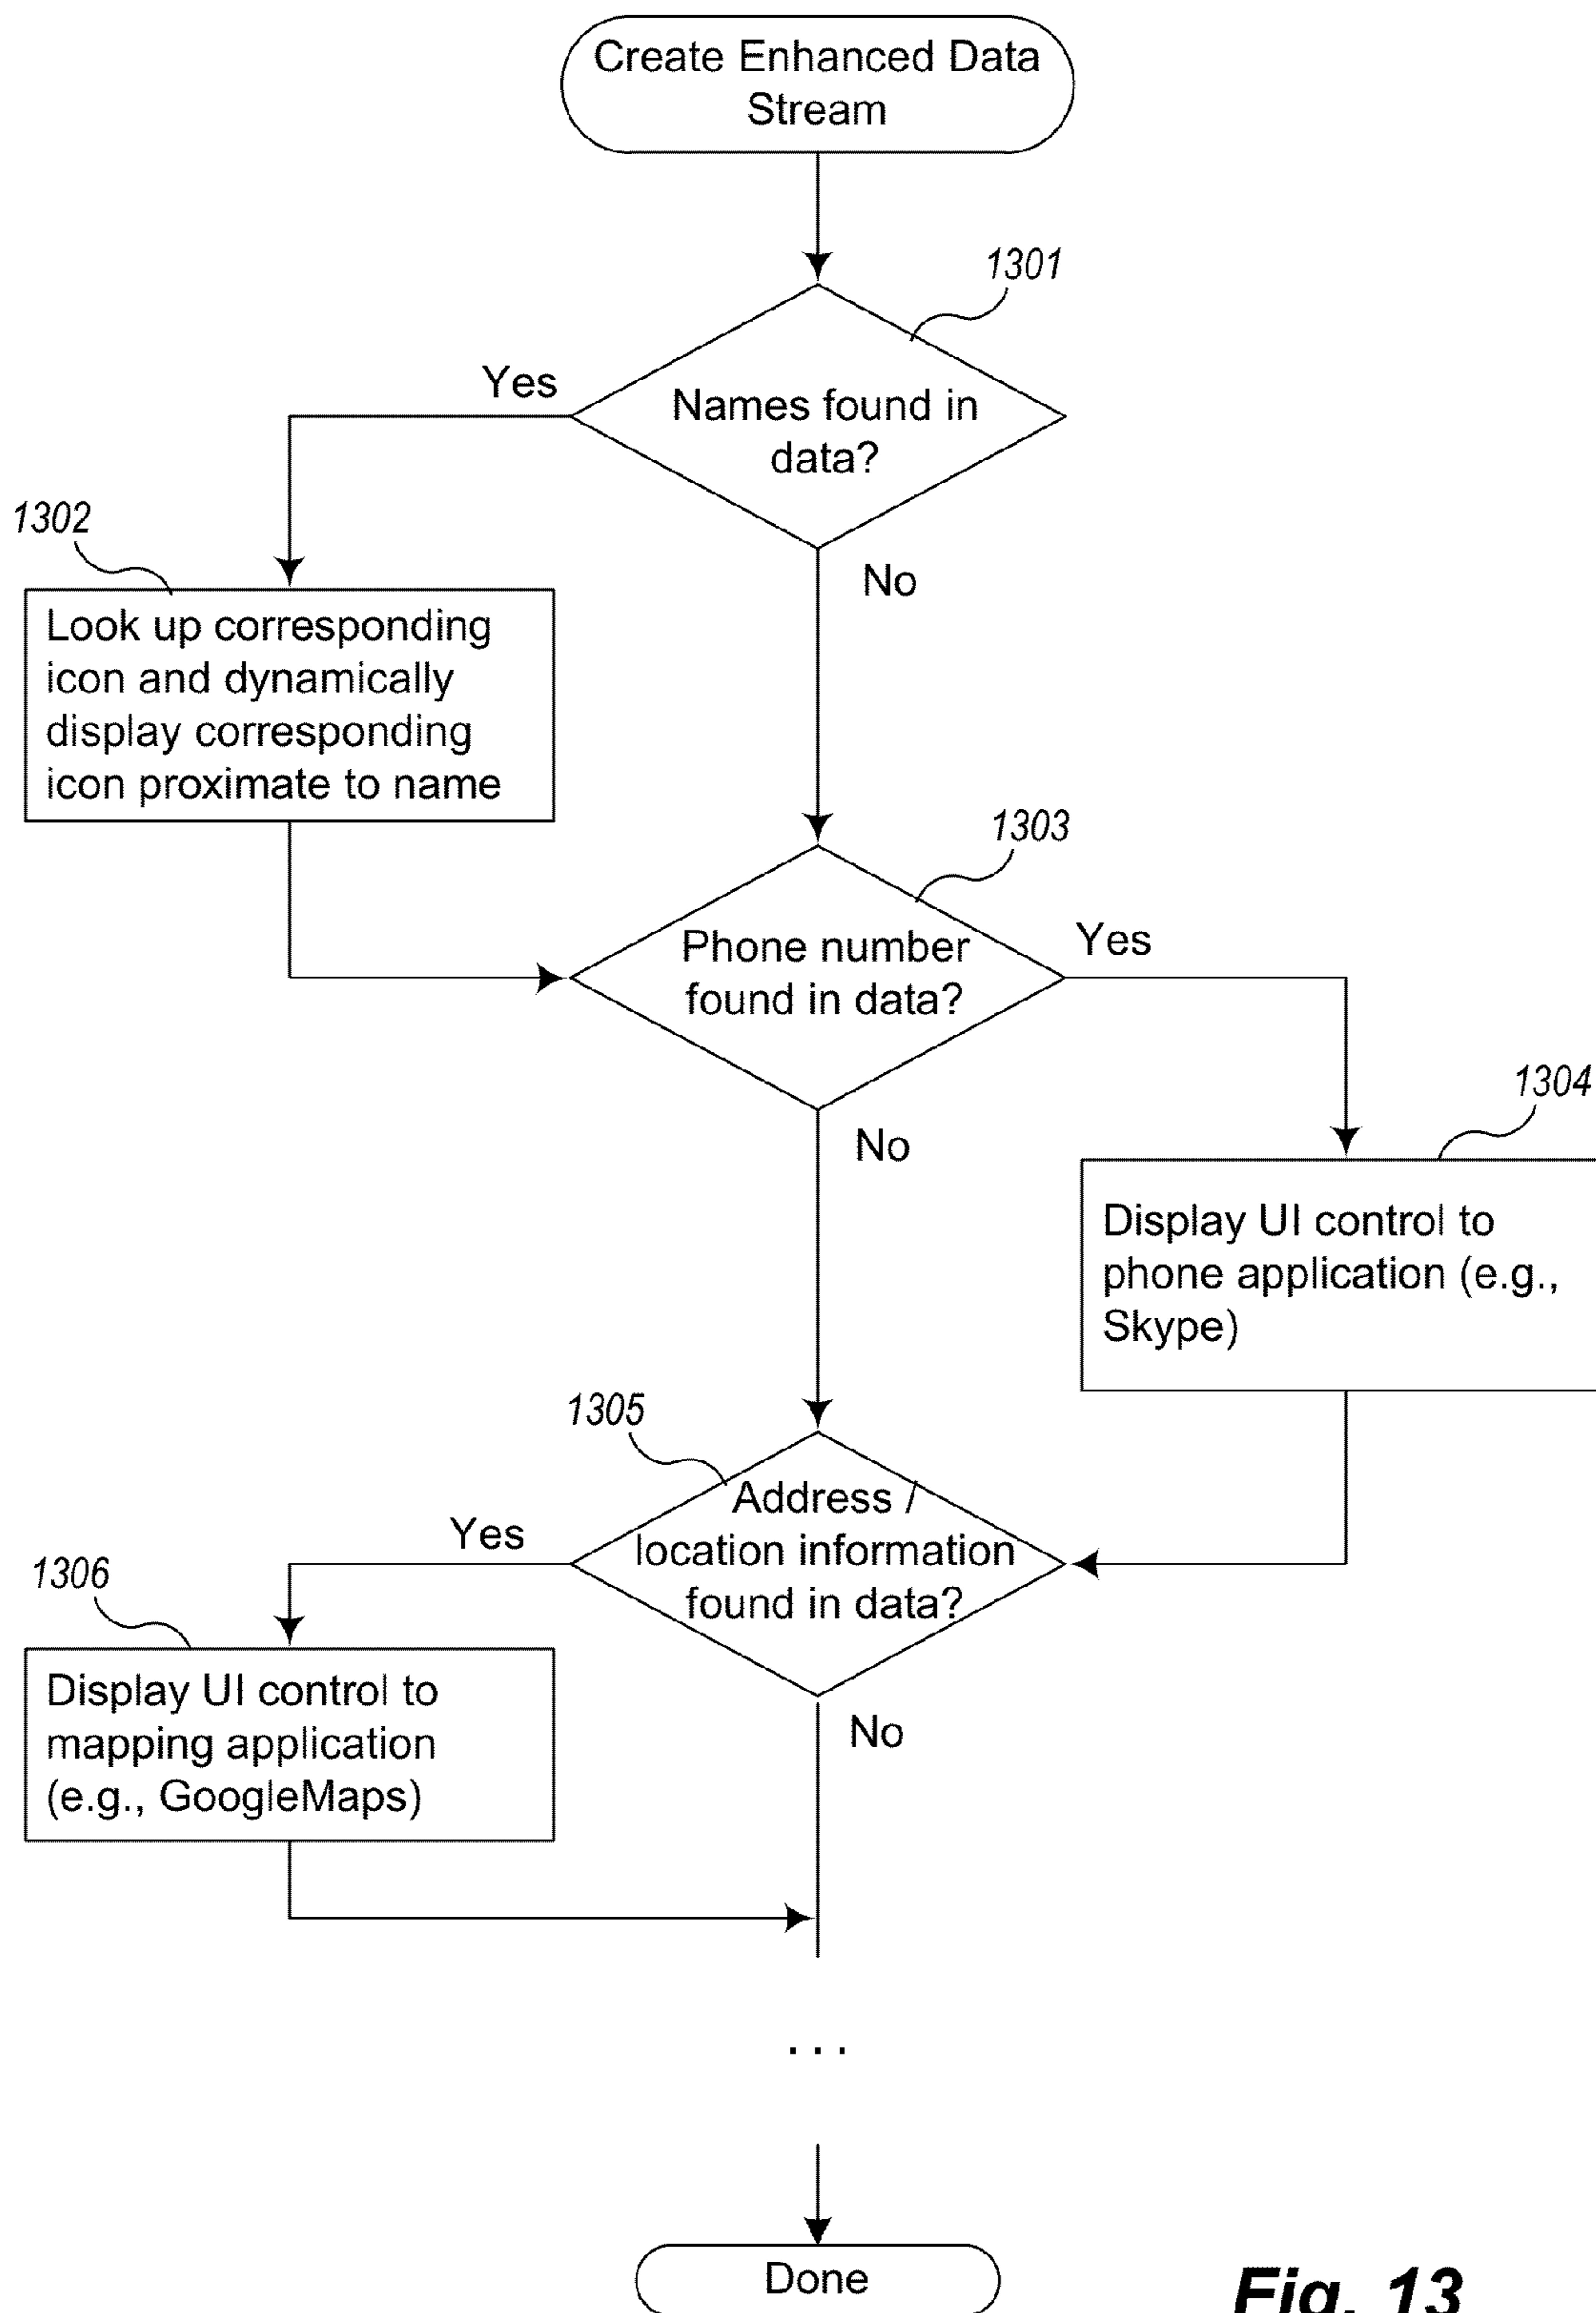 Create Enhanced Data
Stream
1301
Yes
Names found in
data?
1302
No
Look up corresponding
icon and dynamically
display corresponding
icon proximate to name
1303
Phone number
found in data?
Yes
1304
No
Display UI control to
phone application (e.g.,
Skype)
1305
Address /
location information
found in data?
Yes
1306
No
Display UI control to
mapping application
(e.g., GoogleMaps)
...
Done
Fig. 13